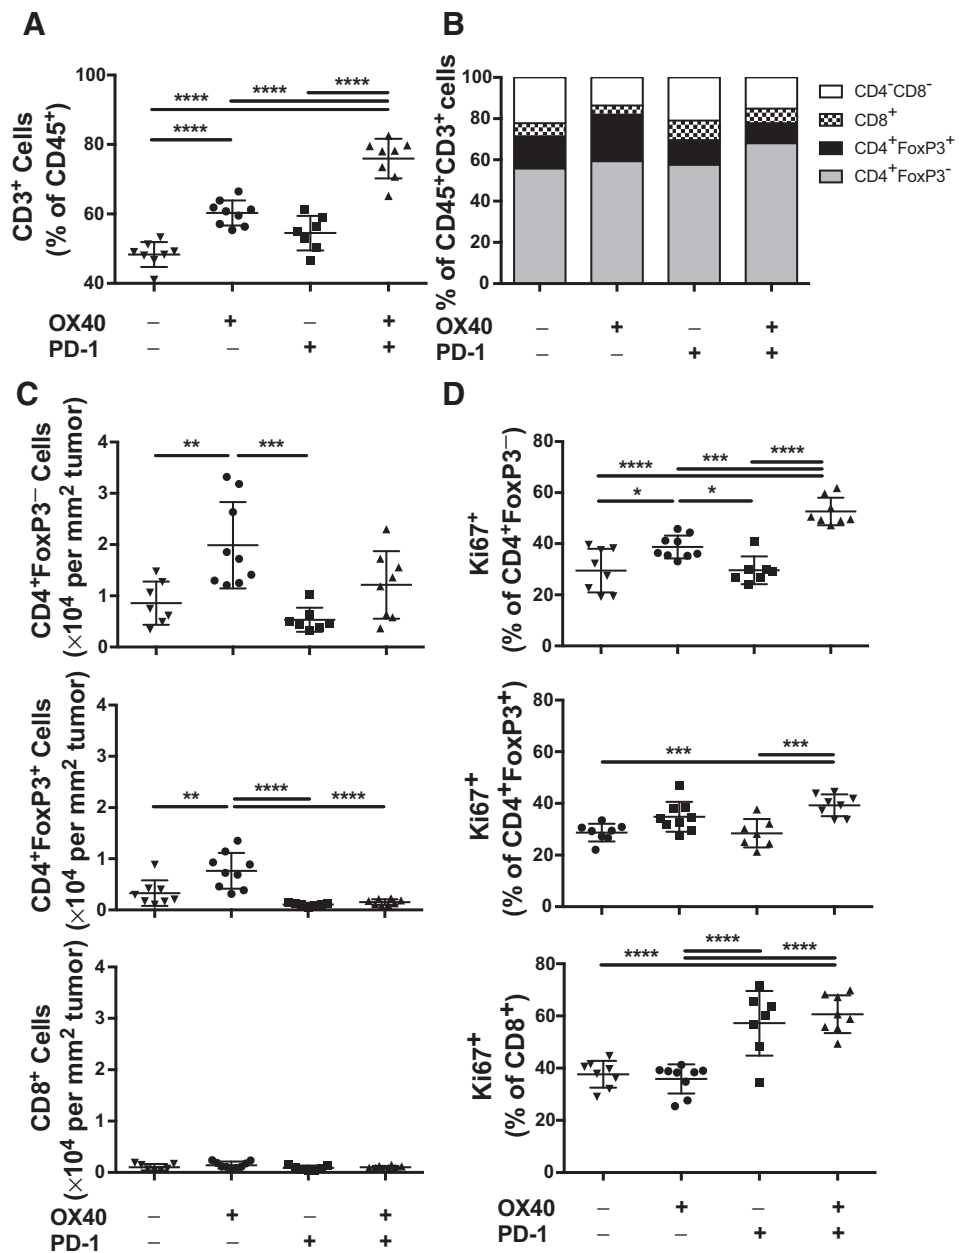 A
CD3⁺ Cells
(% of CD45⁺)
100
80
60
40
**** **** ****
****
OX40 – + – +
PD-1 – – + +
B
% of CD45⁺CD3⁺ cells
100
80
60
40
20
0
CD4⁻CD8⁻
CD8⁺
CD4⁺FoxP3⁺
CD4⁺FoxP3⁻
OX40 – + – +
PD-1 – – + +
C
CD4⁺FoxP3⁻ Cells
(×10⁴ per mm² tumor)
4
3
2
1
0
** ***
CD4⁺FoxP3⁺ Cells
(×10⁴ per mm² tumor)
4
3
2
1
0
** **** ****
CD8⁺ Cells
(×10⁴ per mm² tumor)
4
3
2
1
0
OX40 – + – +
PD-1 – – + +
D
Ki67⁺
(% of CD4⁺FoxP3⁻)
80
60
40
20
0
**** *** ****
* *
Ki67⁺
(% of CD4⁺FoxP3⁺)
80
60
40
20
0
*** ***
Ki67⁺
(% of CD8⁺)
80
60
40
20
0
**** **** ****
OX40 – + – +
PD-1 – – + +